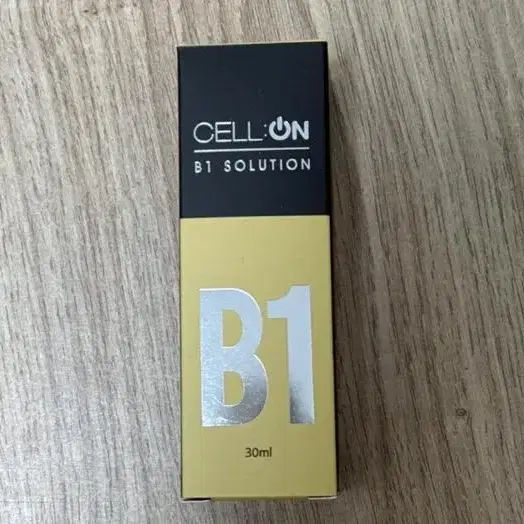 CELL:ON
B1 SOLUTION
B1
30ml